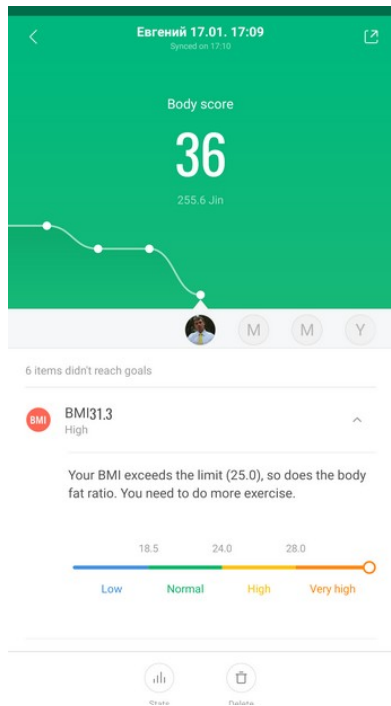 Евгений 17.01. 17:09
Synced on 17:10
Body score
36
255.6 Jin
M M Y
6 items didn't reach goals
BMI
BMI31.3
High
Your BMI exceeds the limit (25.0), so does the body
fat ratio. You need to do more exercise.
18.5 24.0 28.0
Low Normal High Very high
Stats Delete